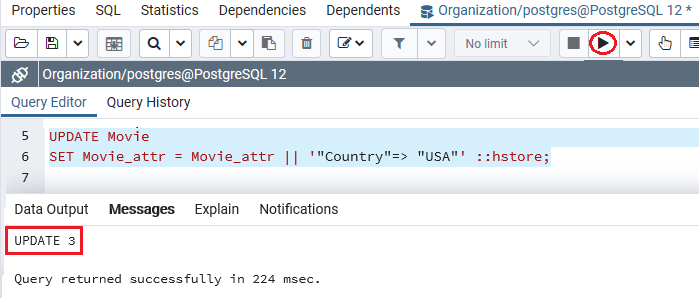 Properties SQL Statistics Dependencies Dependents Organization/postgres@PostgreSQL 12 *
No limit
Organization/postgres@PostgreSQL 12
Query Editor Query History
5 UPDATE Movie
6 SET Movie_attr = Movie_attr || '"Country"=> "USA"' ::hstore;
7
Data Output Messages Explain Notifications
UPDATE 3
Query returned successfully in 224 msec.